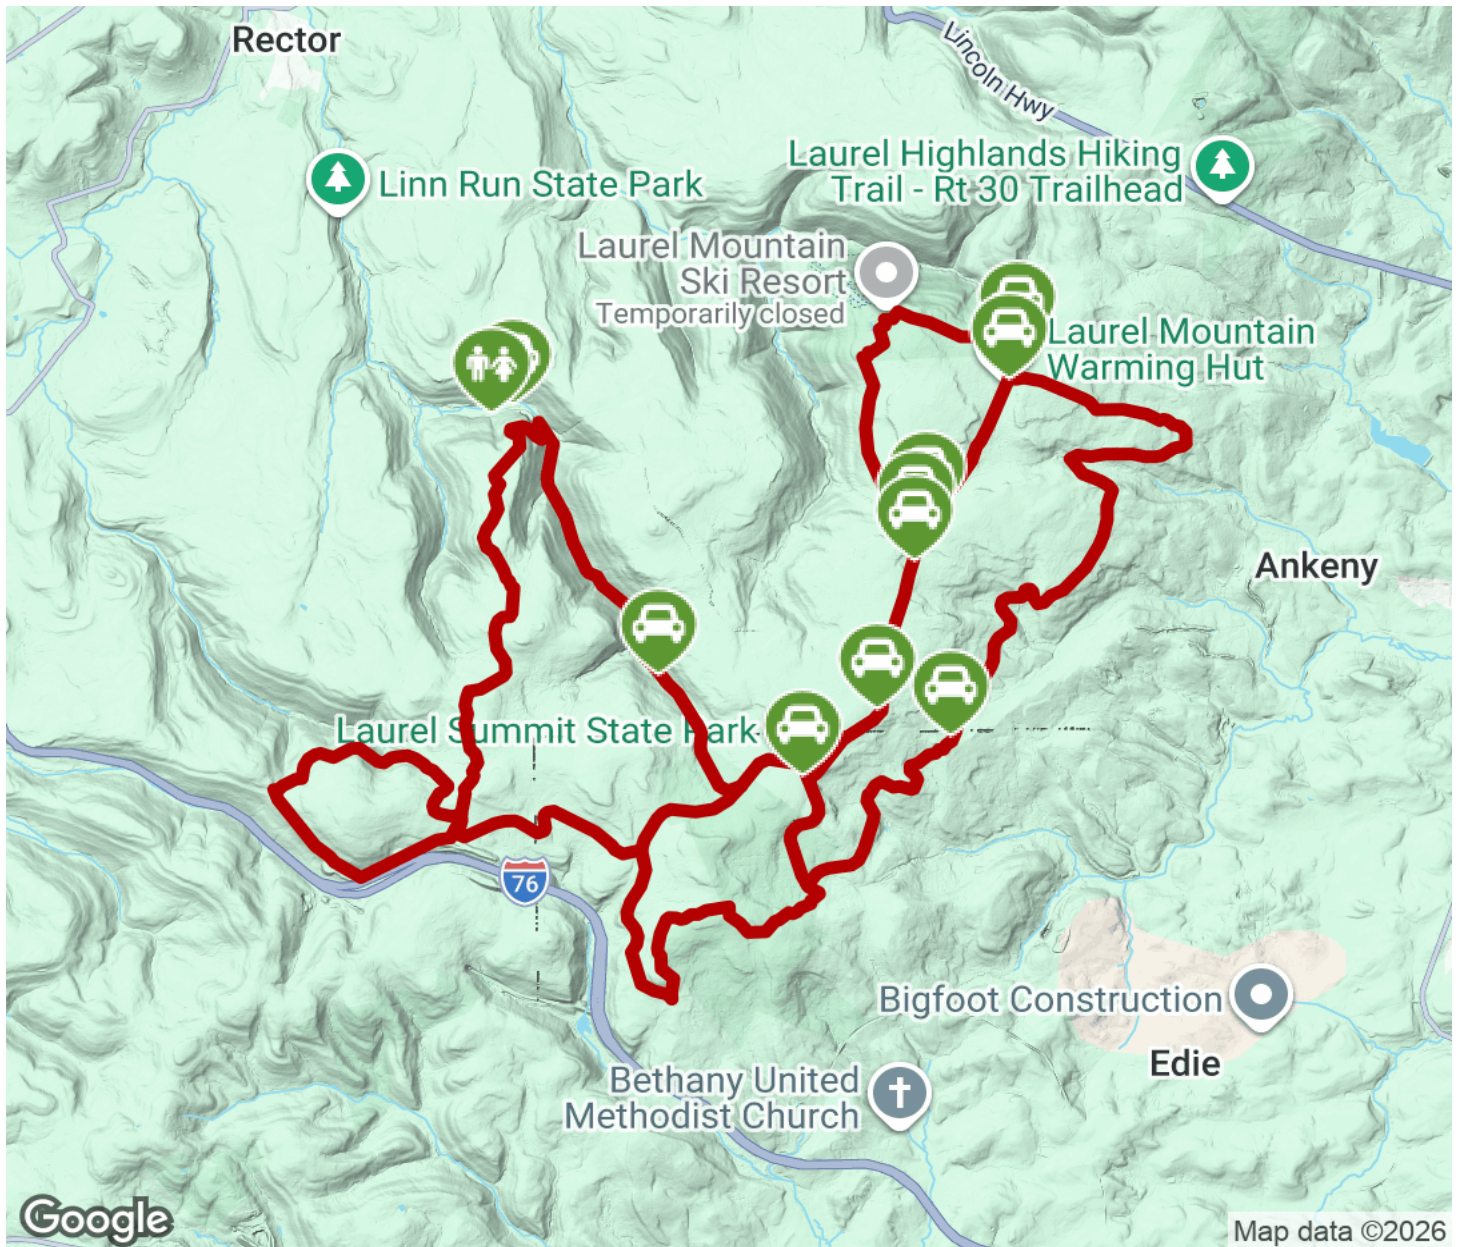 Rector
Lincoln Hwy
Laurel Highlands Hiking
Trail - Rt 30 Trailhead
Linn Run State Park
Laurel Mountain
Ski Resort
Temporarily closed
Laurel Mountain
Warming Hut
Ankeny
Laurel Summit State Park
76
Bigfoot Construction
Edie
Bethany United
Methodist Church
Google
Map data ©2026